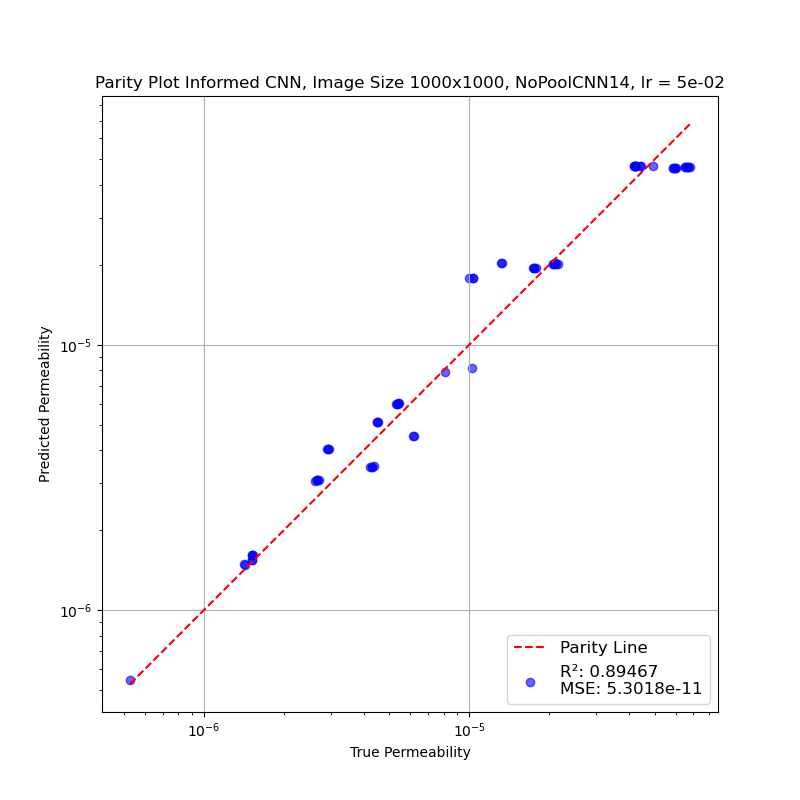 Parity Plot Informed CNN, Image Size 1000x1000, NoPoolCNN14, lr = 5e-02
Predicted Permeability
10⁻⁵
10⁻⁶
Parity Line
R²: 0.89467
MSE: 5.3018e-11
10⁻⁶
10⁻⁵
True Permeability